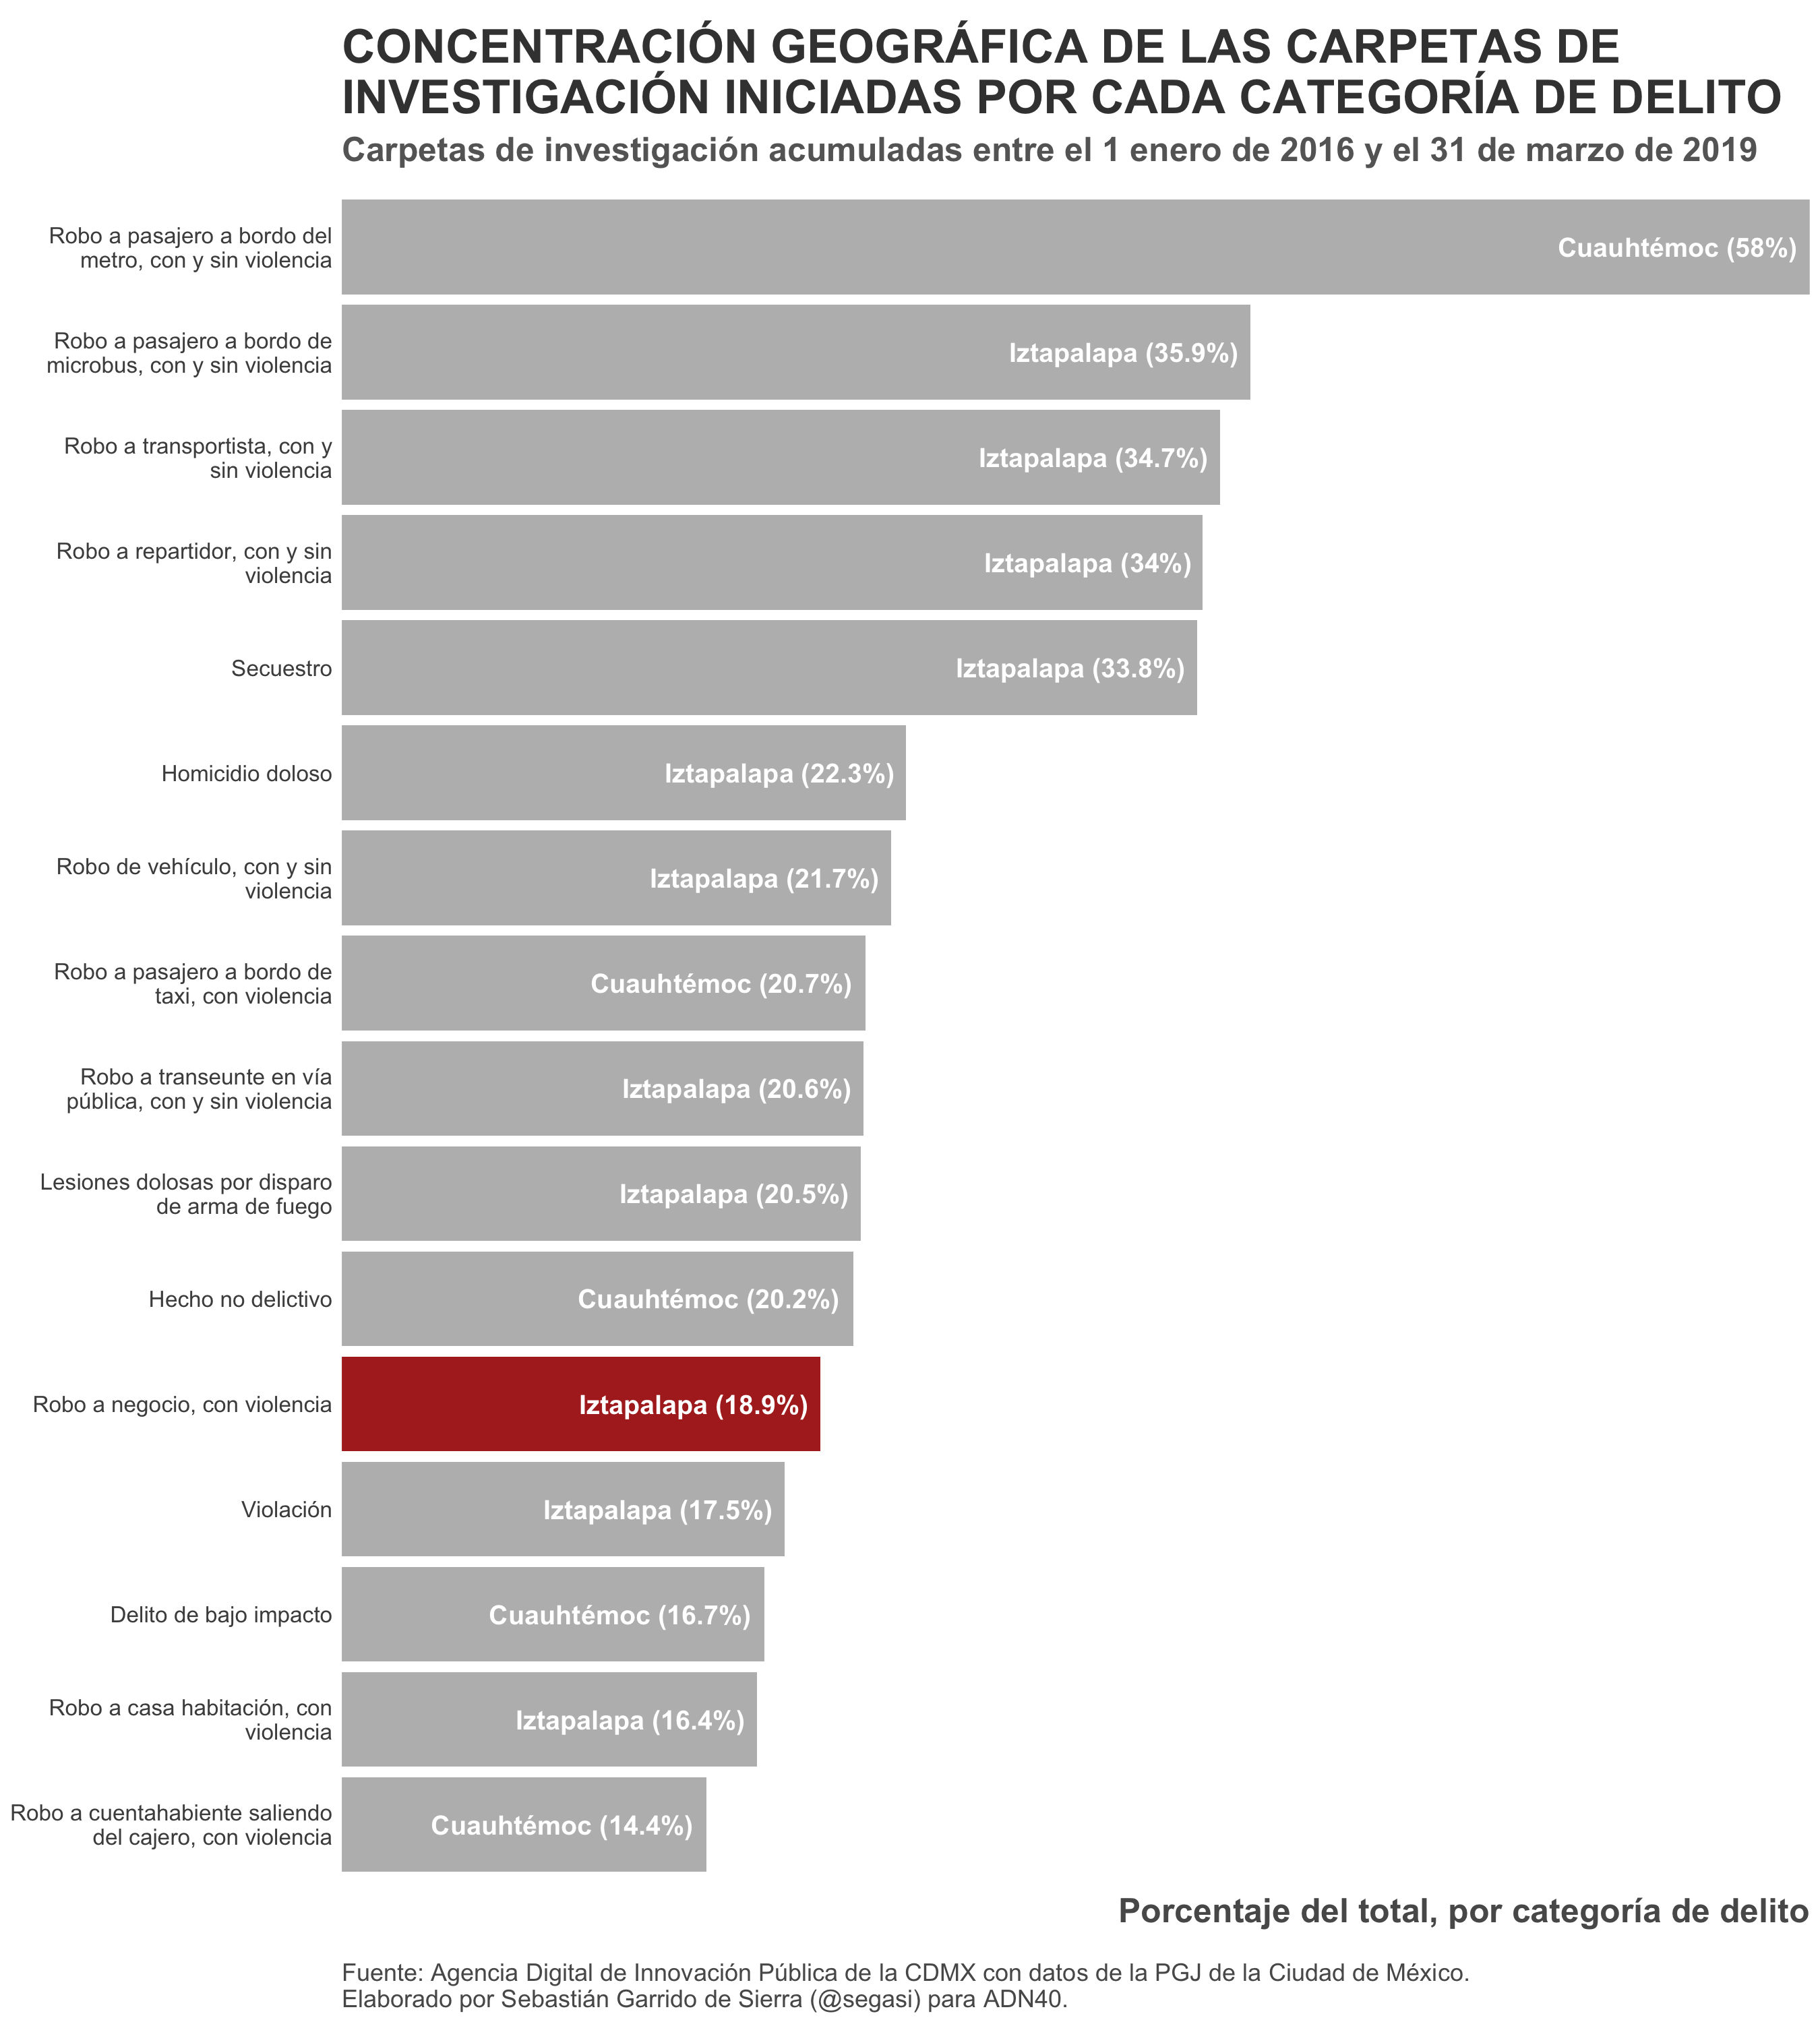 CONCENTRACIÓN GEOGRÁFICA DE LAS CARPETAS DE
INVESTIGACIÓN INICIADAS POR CADA CATEGORÍA DE DELITO
Carpetas de investigación acumuladas entre el 1 enero de 2016 y el 31 de marzo de 2019
Robo a pasajero a bordo del
metro, con y sin violencia
Cuauhtémoc (58%)
Robo a pasajero a bordo de
microbus, con y sin violencia
Iztapalapa (35.9%)
Robo a transportista, con y
sin violencia
Iztapalapa (34.7%)
Robo a repartidor, con y sin
violencia
Iztapalapa (34%)
Secuestro
Iztapalapa (33.8%)
Homicidio doloso
Iztapalapa (22.3%)
Robo de vehículo, con y sin
violencia
Iztapalapa (21.7%)
Robo a pasajero a bordo de
taxi, con violencia
Cuauhtémoc (20.7%)
Robo a transeunte en vía
pública, con y sin violencia
Iztapalapa (20.6%)
Lesiones dolosas por disparo
de arma de fuego
Iztapalapa (20.5%)
Hecho no delictivo
Cuauhtémoc (20.2%)
Robo a negocio, con violencia
Iztapalapa (18.9%)
Violación
Iztapalapa (17.5%)
Delito de bajo impacto
Cuauhtémoc (16.7%)
Robo a casa habitación, con
violencia
Iztapalapa (16.4%)
Robo a cuentahabiente saliendo
del cajero, con violencia
Cuauhtémoc (14.4%)
Porcentaje del total, por categoría de delito
Fuente: Agencia Digital de Innovación Pública de la CDMX con datos de la PGJ de la Ciudad de México.
Elaborado por Sebastián Garrido de Sierra (@segasi) para ADN40.